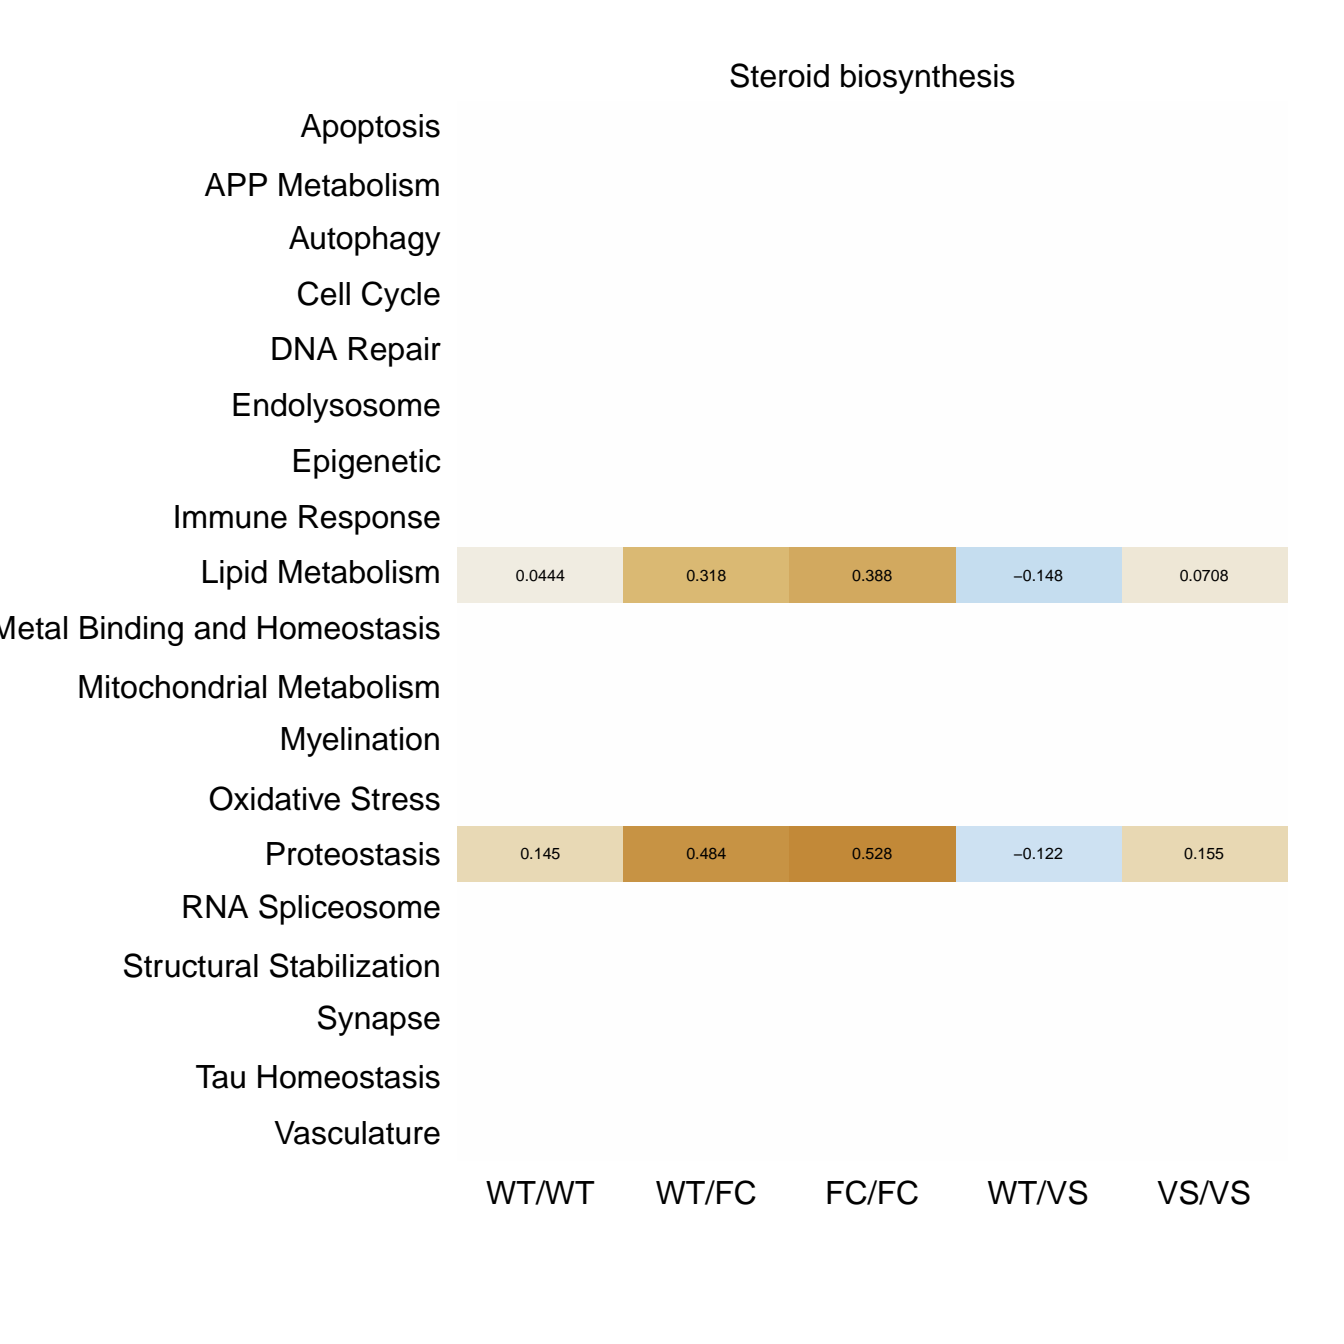 Steroid biosynthesis
Apoptosis
APP Metabolism
Autophagy
Cell Cycle
DNA Repair
Endolysosome
Epigenetic
Immune Response
Lipid Metabolism 0.0444 0.318 0.388 −0.148 0.0708
Metal Binding and Homeostasis
Mitochondrial Metabolism
Myelination
Oxidative Stress
Proteostasis 0.145 0.484 0.528 −0.122 0.155
RNA Spliceosome
Structural Stabilization
Synapse
Tau Homeostasis
Vasculature
WT/WT WT/FC FC/FC WT/VS VS/VS